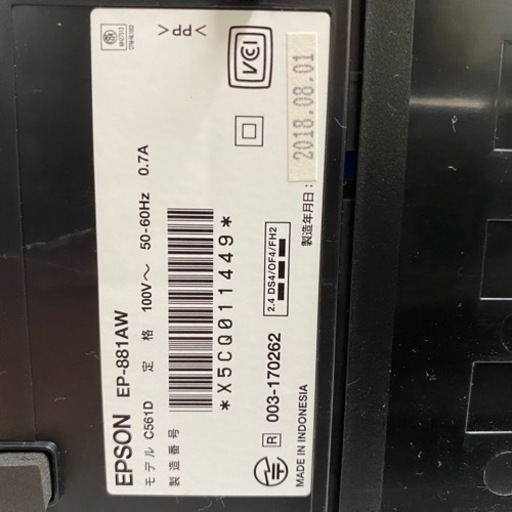 EPSON EP-881AW
モデル C561D 定 格 100V～ 50-60Hz 0.7A
製造番号
*X5CQ011449*
2.4 DS4/OF4/FH2
R 003-170262
MADE IN INDONESIA
製造年月日:
2018.08.01
VCI
>PP<